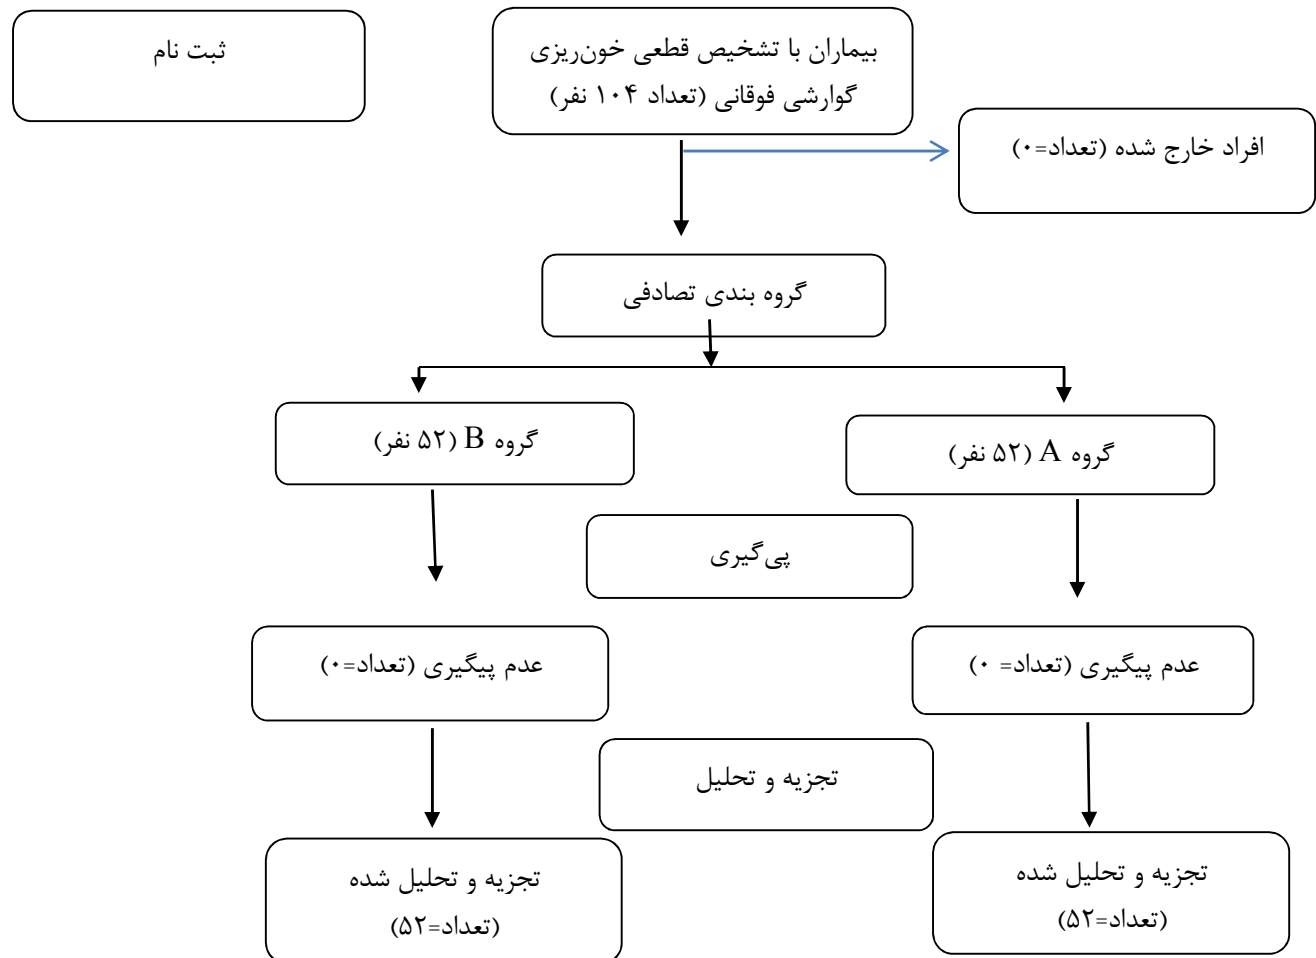 ثبت نام
بیماران با تشخیص قطعی خون‌ریزی
گوارشی فوقانی (تعداد ۱۰۴ نفر)
افراد خارج شده (تعداد=۰)
گروه بندی تصادفی
گروه A (۵۲ نفر)
گروه B (۵۲ نفر)
پی‌گیری
عدم پیگیری (تعداد= ۰)
عدم پیگیری (تعداد=۰)
تجزیه و تحلیل
تجزیه و تحلیل شده
(تعداد=۵۲)
تجزیه و تحلیل شده
(تعداد=۵۲)